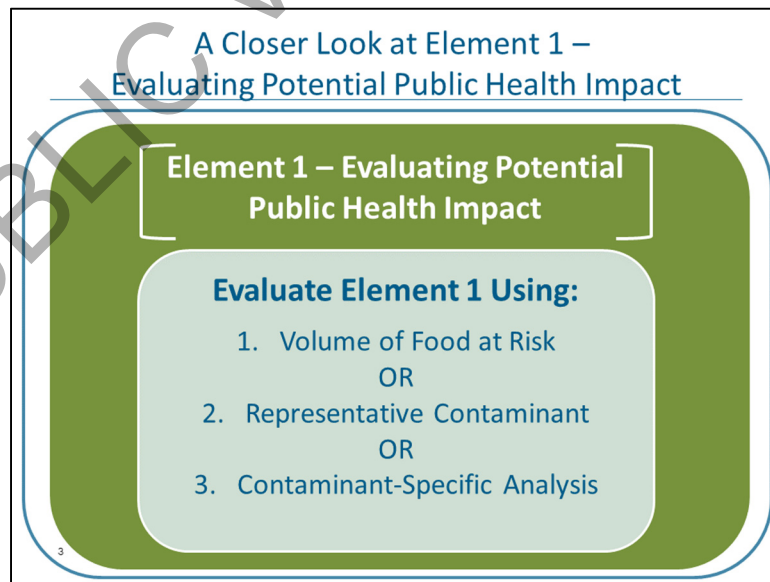 A Closer Look at Element 1 –
Evaluating Potential Public Health Impact
Element 1 – Evaluating Potential
Public Health Impact
Evaluate Element 1 Using:
1. Volume of Food at Risk
OR
2. Representative Contaminant
OR
3. Contaminant-Specific Analysis
3